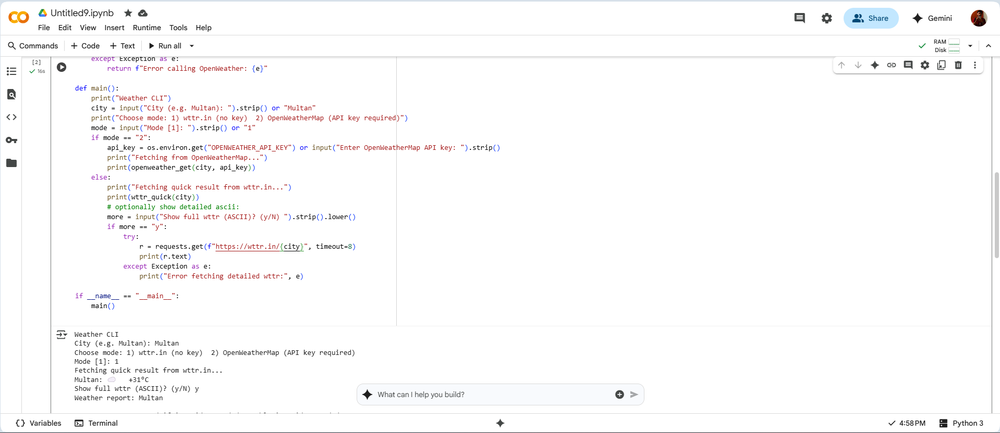 Untitled9.ipynb
File Edit View Insert Runtime Tools Help
Share
Gemini
Commands + Code + Text Run all
RAM
Disk
[2]
16s
except Exception as e:
return f"Error calling OpenWeather: {e}"
def main():
print("Weather CLI")
city = input("City (e.g. Multan): ").strip() or "Multan"
print("Choose mode: 1) wttr.in (no key)  2) OpenWeatherMap (API key required)")
mode = input("Mode [1]: ").strip() or "1"
if mode == "2":
api_key = os.environ.get("OPENWEATHER_API_KEY") or input("Enter OpenWeatherMap API key: ").strip()
print("Fetching from OpenWeatherMap...")
print(openweather_get(city, api_key))
else:
print("Fetching quick result from wttr.in...")
print(wttr_quick(city))
# optionally show detailed ascii:
more = input("Show full wttr (ASCII)? (y/N) ").strip().lower()
if more == "y":
try:
r = requests.get(f"https://wttr.in/{city}", timeout=8)
print(r.text)
except Exception as e:
print("Error fetching detailed wttr:", e)
if __name__ == "__main__":
main()
Weather CLI
City (e.g. Multan): Multan
Choose mode: 1) wttr.in (no key)  2) OpenWeatherMap (API key required)
Mode [1]: 1
Fetching quick result from wttr.in...
Multan: ☁️ +31°C
Show full wttr (ASCII)? (y/N) y
Weather report: Multan
What can I help you build?
Variables
Terminal
4:58 PM
Python 3